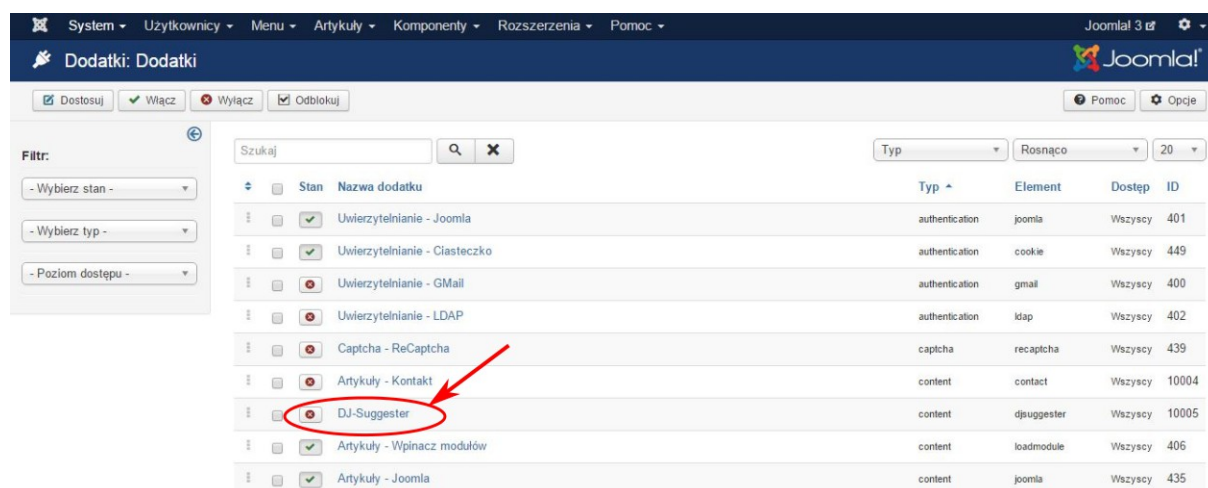 System Użytkownicy Menu Artykuły Komponenty Rozszerzenia Pomoc Joomla! 3
Dodatki: Dodatki Joomla!
Dostosuj Włącz Wyłącz Odblokuj Pomoc Opcje
Filtr:
- Wybierz stan -
- Wybierz typ -
- Poziom dostępu -
Szukaj Typ Rosnąco 20
Stan Nazwa dodatku Typ Element Dostęp ID
Uwierzytelnianie - Joomla authentication joomla Wszyscy 401
Uwierzytelnianie - Ciasteczko authentication cookie Wszyscy 449
Uwierzytelnianie - GMail authentication gmail Wszyscy 400
Uwierzytelnianie - LDAP authentication ldap Wszyscy 402
Captcha - ReCaptcha captcha recaptcha Wszyscy 439
Artykuły - Kontakt content contact Wszyscy 10004
DJ-Suggester content djsuggester Wszyscy 10005
Artykuły - Wpinacz modułów content loadmodule Wszyscy 406
Artykuły - Joomla content joomla Wszyscy 435